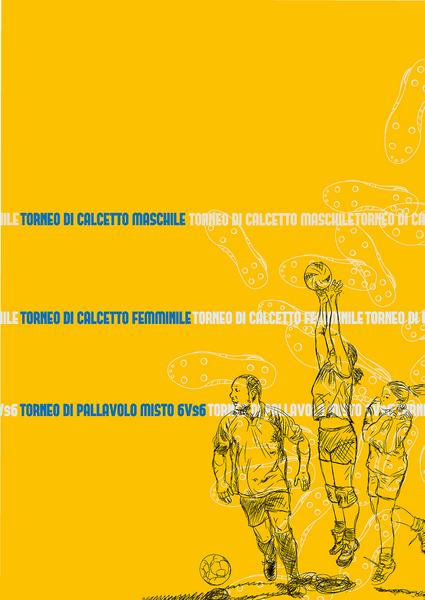 ILE TORNEO DI CALCETTO MASCHILE TORNEO DI CALCETTO MASCHILE TORNEO DI CA
ILE TORNEO DI CALCETTO FEMMINILE TORNEO DI CALCETTO FEMMINILE TORNEO DI
Vs6 TORNEO DI PALLAVOLO MISTO 6Vs6 TORNEO DI PALLAVOLO MISTO 6Vs6